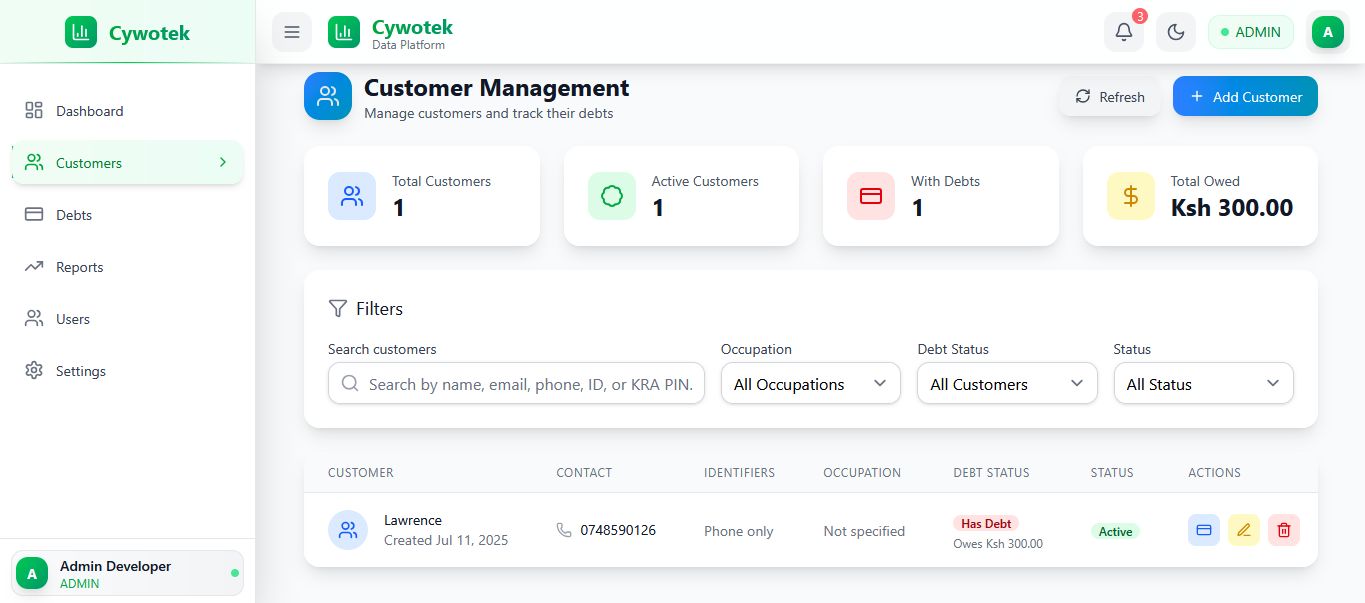 Cywotek
Dashboard
Customers
Debts
Reports
Users
Settings
A
Admin Developer
ADMIN
Cywotek
Data Platform
3
ADMIN
A
Customer Management
Manage customers and track their debts
Refresh
Add Customer
Total Customers
1
Active Customers
1
With Debts
1
Total Owed
Ksh 300.00
Filters
Search customers
Search by name, email, phone, ID, or KRA PIN.
Occupation
All Occupations
Debt Status
All Customers
Status
All Status
CUSTOMER CONTACT IDENTIFIERS OCCUPATION DEBT STATUS STATUS ACTIONS
Lawrence
Created Jul 11, 2025
0748590126
Phone only
Not specified
Has Debt
Owes Ksh 300.00
Active